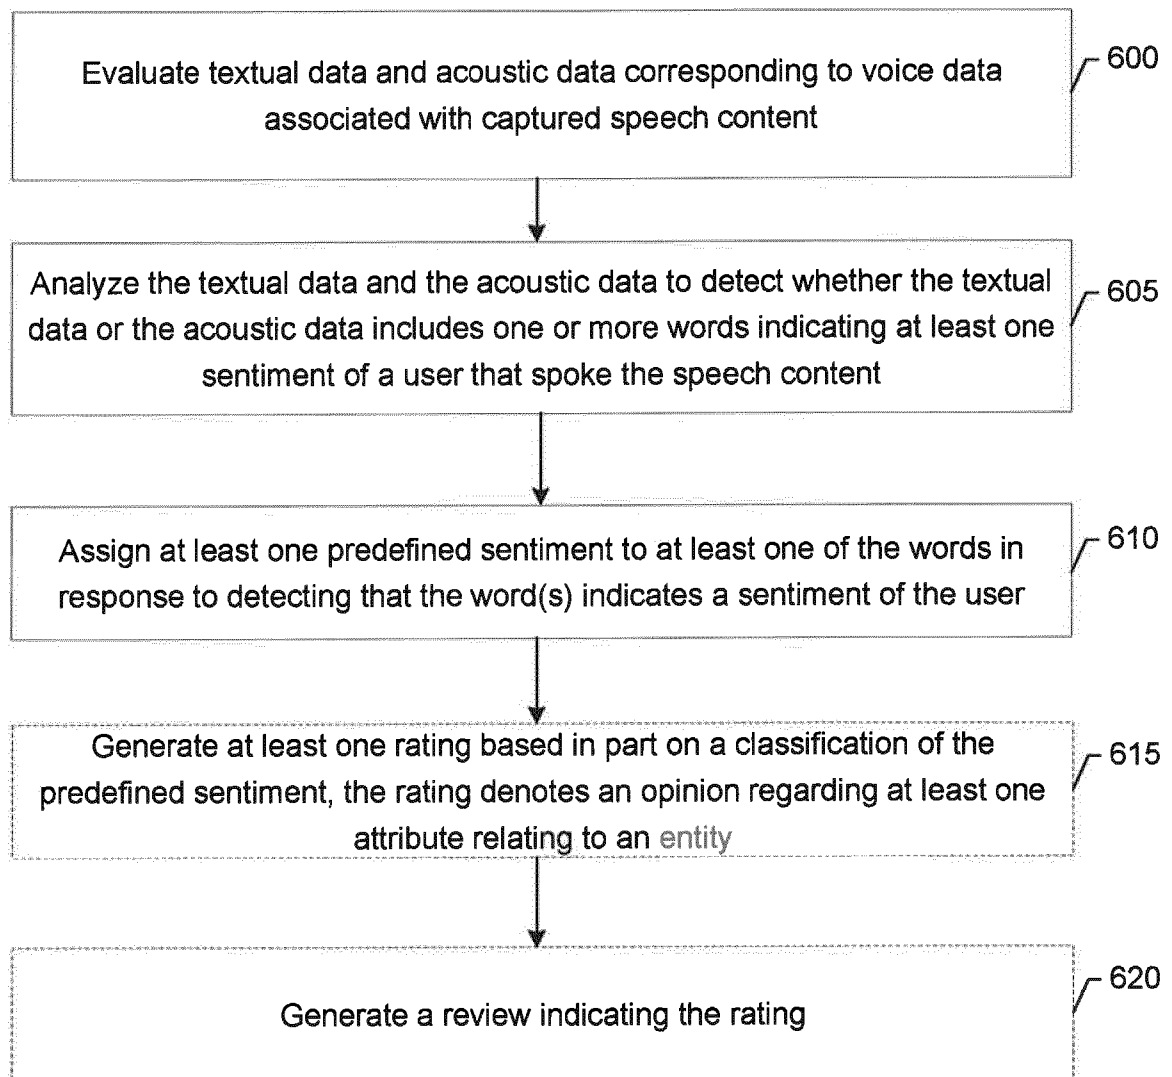 Evaluate textual data and acoustic data corresponding to voice data
associated with captured speech content
600
Analyze the textual data and the acoustic data to detect whether the textual
data or the acoustic data includes one or more words indicating at least one
sentiment of a user that spoke the speech content
605
Assign at least one predefined sentiment to at least one of the words in
response to detecting that the word(s) indicates a sentiment of the user
610
Generate at least one rating based in part on a classification of the
predefined sentiment, the rating denotes an opinion regarding at least one
attribute relating to an entity
615
Generate a review indicating the rating
620